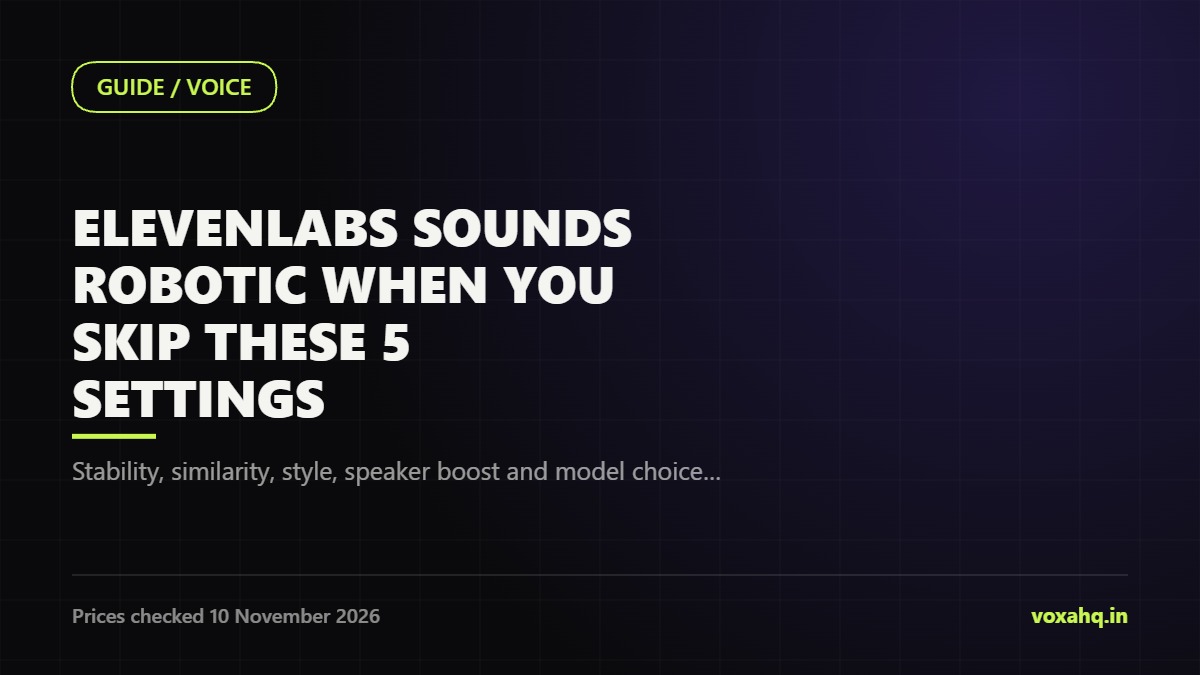 GUIDE / VOICE
ELEVENLABS SOUNDS
ROBOTIC WHEN YOU
SKIP THESE 5
SETTINGS
Stability, similarity, style, speaker boost and model choice...
Prices checked 10 November 2026
voxahq.in